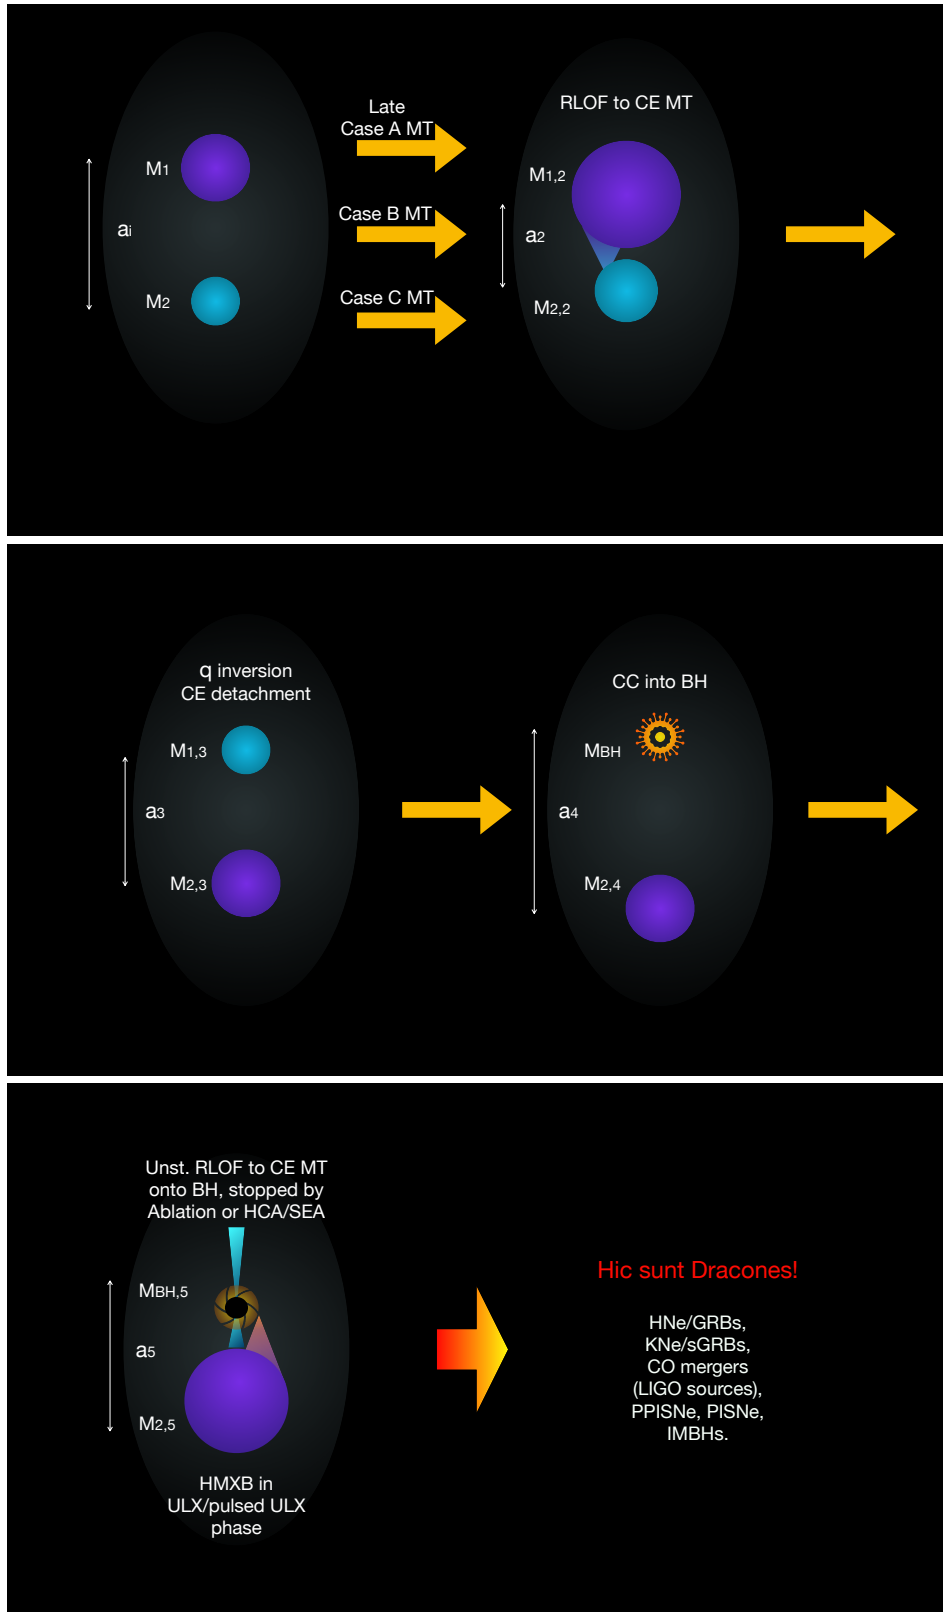 Late
Case A MT
M1
ai
M2
Case B MT
Case C MT
RLOF to CE MT
M1,2
a2
M2,2
q inversion
CE detachment
M1,3
a3
M2,3
CC into BH
MBH
a4
M2,4
Unst. RLOF to CE MT
onto BH, stopped by
Ablation or HCA/SEA
MBH,5
a5
M2,5
HMXB in
ULX/pulsed ULX
phase
Hic sunt Dracones!
HNe/GRBs,
KNe/sGRBs,
CO mergers
(LIGO sources),
PPISNe, PISNe,
IMBHs.